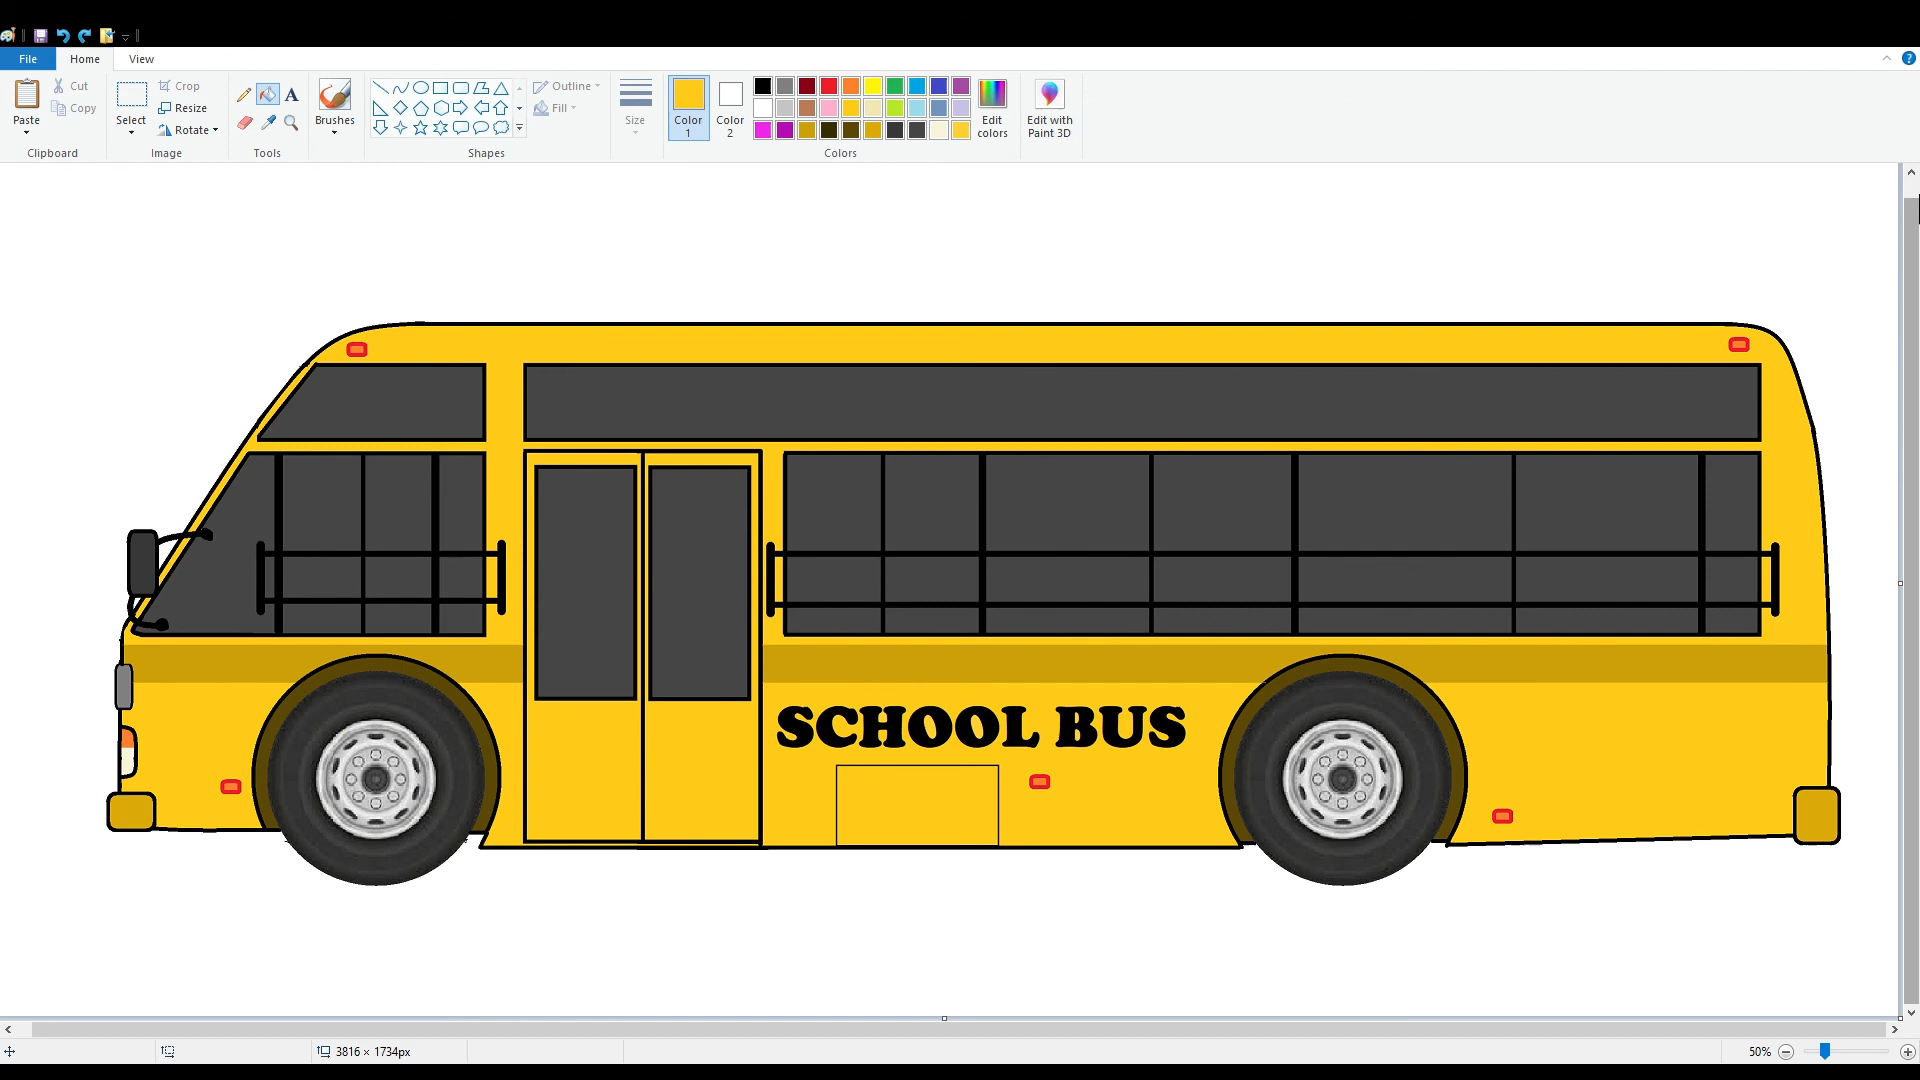 File Home View
Paste
Cut
Copy
Clipboard
Select
Crop
Resize
Rotate
Image
A
Tools
Brushes
Outline
Fill
Shapes
Size
Color 1
Color 2
Edit colors
Colors
Edit with Paint 3D
SCHOOL BUS
3816 × 1734px
50%